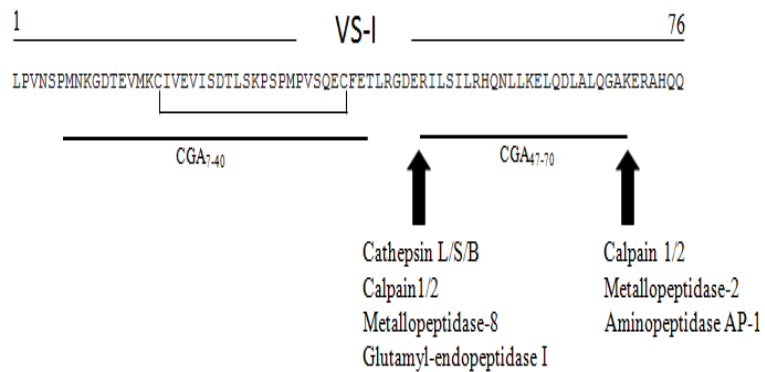 1 VS-I 76
LPVNSPMNKGDTEVMKCIVEVISDTLSKPSPMPVSQECFETLRGDERILSILRHQNLLKELQDLALQGAKERAHQQ
CGA7-40 CGA47-70
Cathepsin L/S/B
Calpain1/2
Metallopeptidase-8
Glutamyl-endopeptidase I
Calpain 1/2
Metallopeptidase-2
Aminopeptidase AP-1